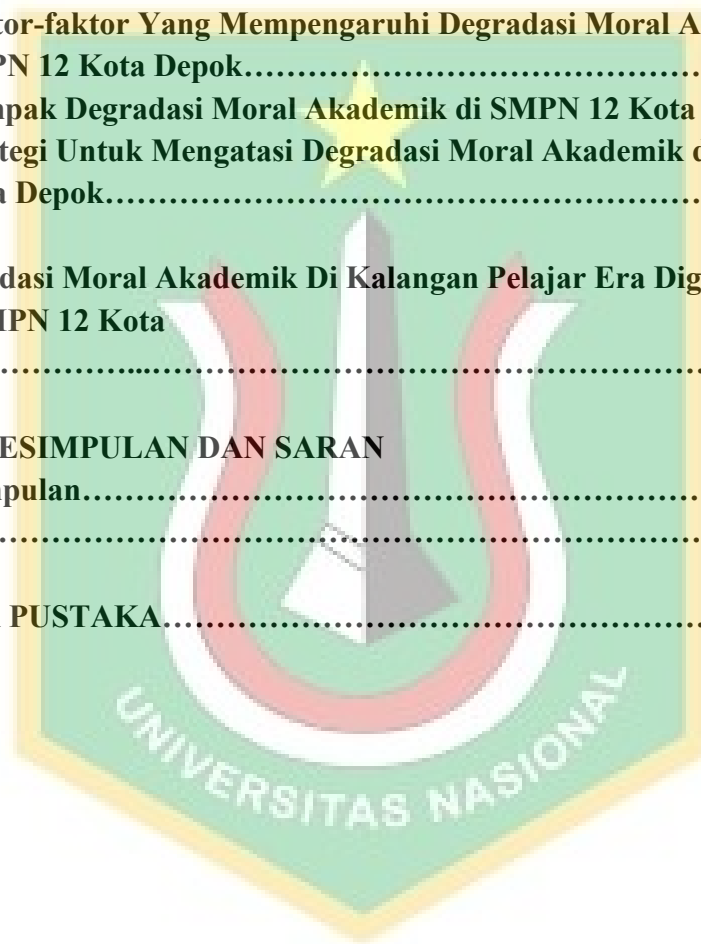 tor-faktor Yang Mempengaruhi Degradasi Moral A
PN 12 Kota Depok……………………………………………
npak Degradasi Moral Akademik di SMPN 12 Kota
tegi Untuk Mengatasi Degradasi Moral Akademik d
a Depok……………………………………………………
dasi Moral Akademik Di Kalangan Pelajar Era Dig
MPN 12 Kota
…………....……………………………………………
ESIMPULAN DAN SARAN
npulan……………………………………………………
……………………………………………………………
PUSTAKA………………………………………………
UNIVERSITAS NASIONAL